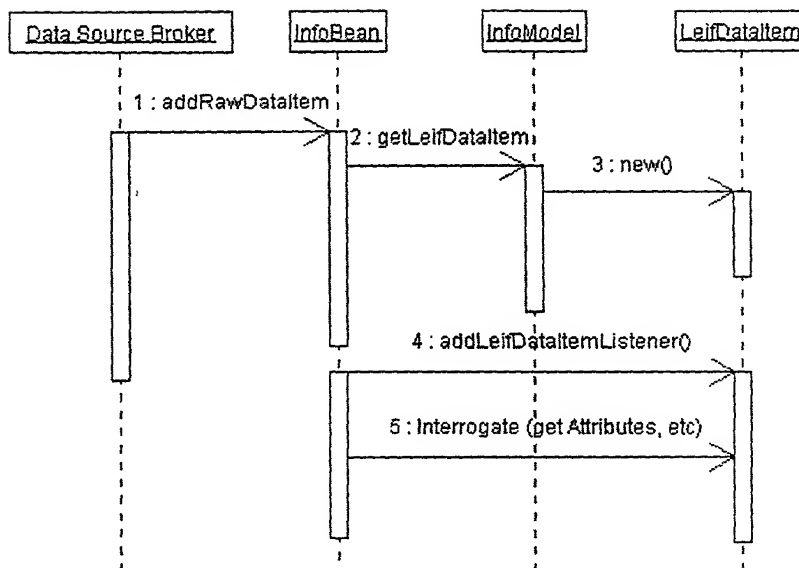 Data Source Broker
InfoBean
InfoModel
LeifDataItem
1 : addRawDataItem
2 : getLeifDataItem
3 : new()
4 : addLeifDataItemListener()
5 : Interrogate (get Attributes, etc)